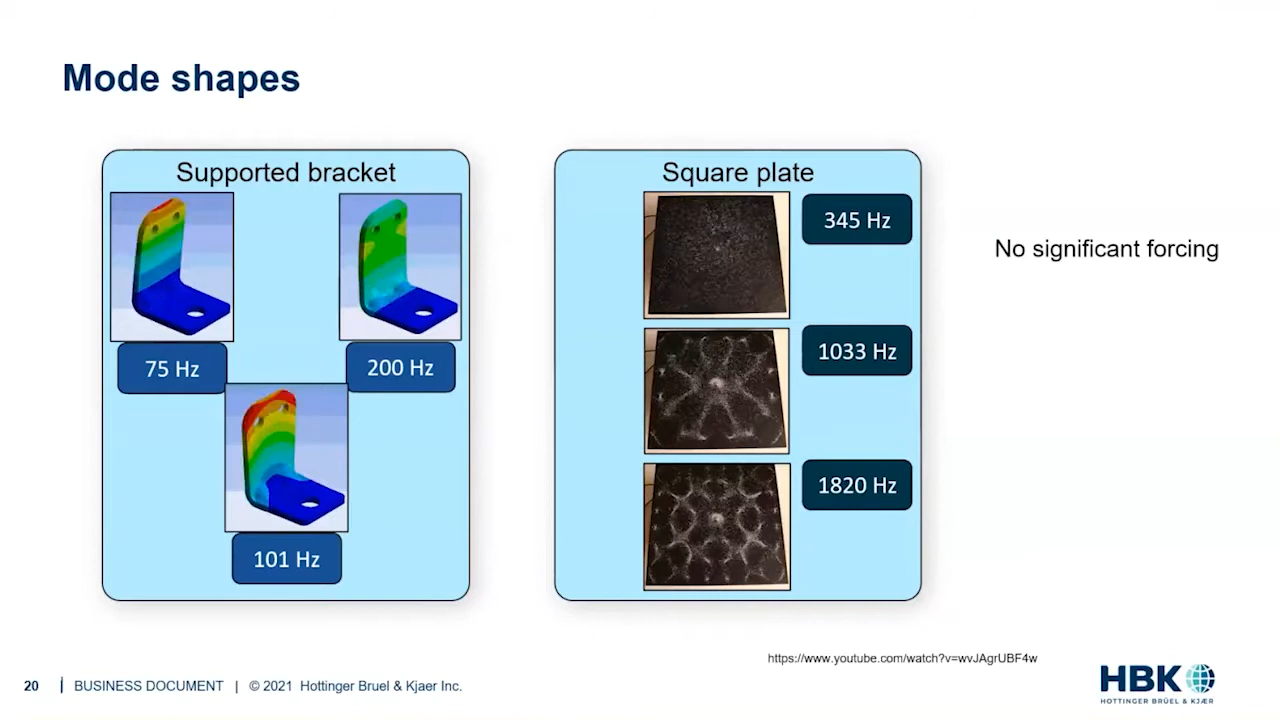 Mode shapes
Supported bracket
75 Hz
200 Hz
101 Hz
Square plate
345 Hz
1033 Hz
1820 Hz
No significant forcing
https://www.youtube.com/watch?v=wvJAgrUBF4w
20 | BUSINESS DOCUMENT | © 2021 Hottinger Bruel & Kjaer Inc.
HBK
HOTTINGER BRÜEL & KJÆR